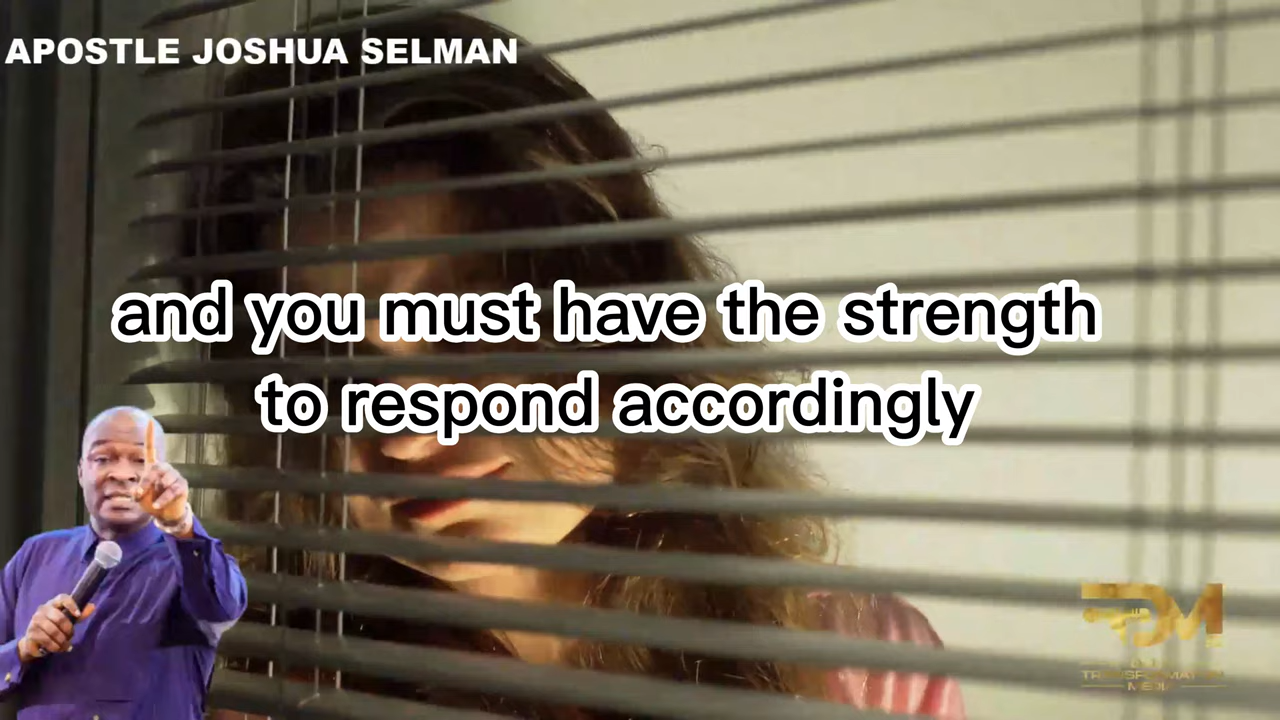 APOSTLE JOSHUA SELMAN
and you must have the strength
to respond accordingly